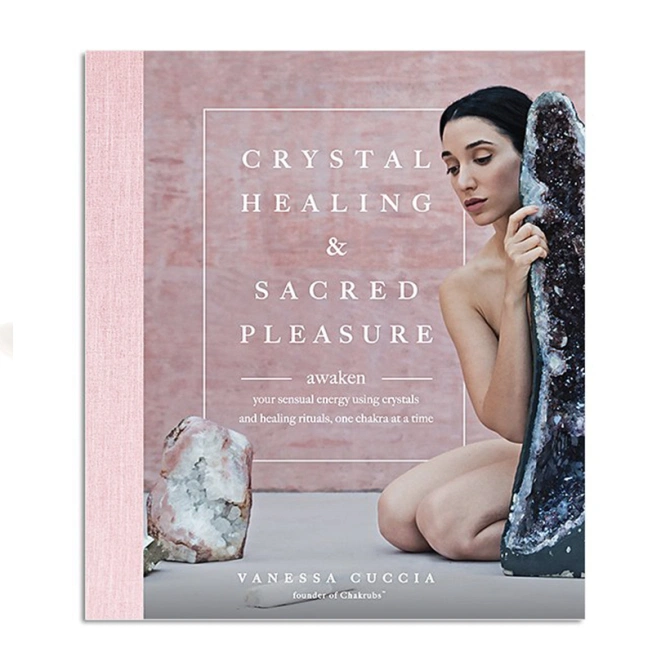 CRYSTAL
HEALING
&
SACRED
PLEASURE
awaken
your sensual energy using crystals
and healing rituals, one chakra at a time
VANESSA CUCCIA
founder of Chakrubs™